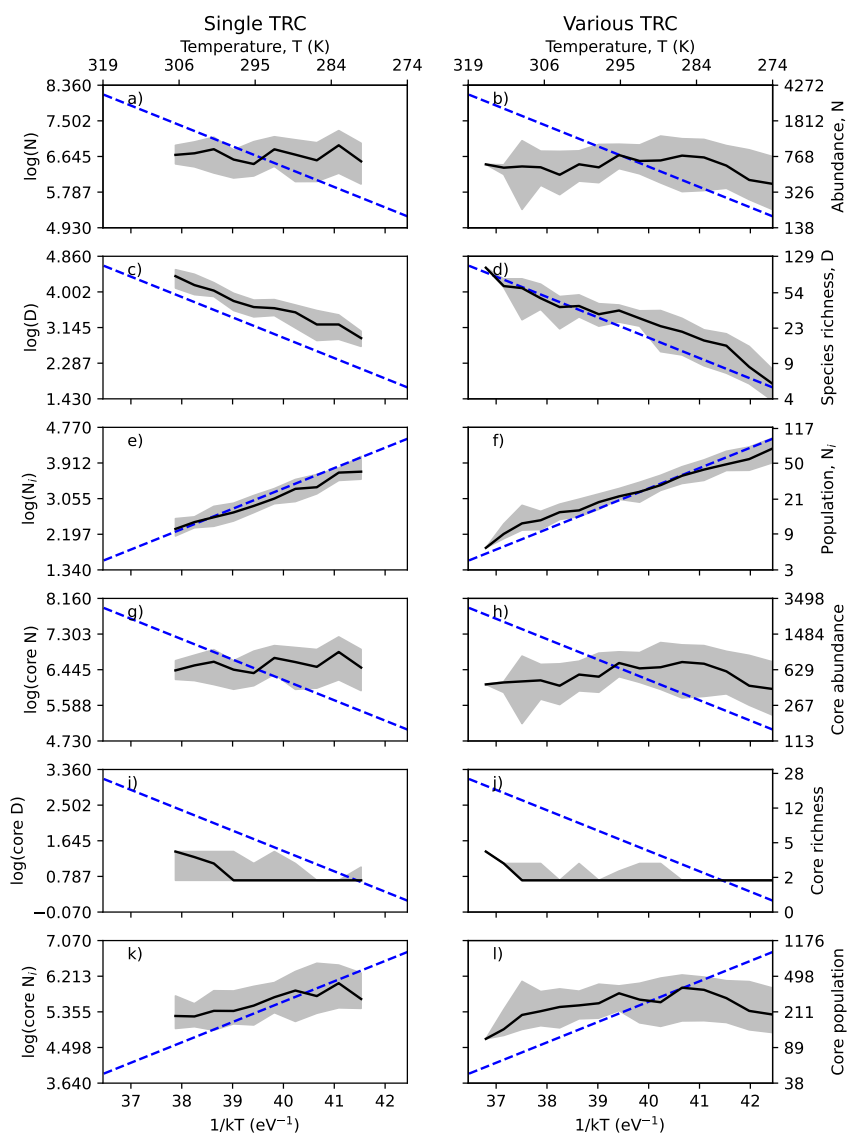 Single TRC
Various TRC
Temperature, T (K)
Temperature, T (K)
319 306 295 284 274
319 306 295 284 274
a)
8.360
7.502
6.645
5.787
4.930
log(N)
b)
4272
1812
768
326
138
Abundance, N
c)
4.860
4.002
3.145
2.287
1.430
log(D)
d)
129
54
23
9
4
Species richness, D
e)
4.770
3.912
3.055
2.197
1.340
log(Nᵢ)
f)
117
50
21
9
3
Population, Nᵢ
g)
8.160
7.303
6.445
5.588
4.730
log(core N)
h)
3498
1484
629
267
113
Core abundance
i)
3.360
2.502
1.645
0.787
−0.070
log(core D)
j)
28
12
5
2
0
Core richness
k)
7.070
6.213
5.355
4.498
3.640
log(core Nᵢ)
l)
1176
498
211
89
38
Core population
37 38 39 40 41 42
37 38 39 40 41 42
1/kT (eV⁻¹)
1/kT (eV⁻¹)